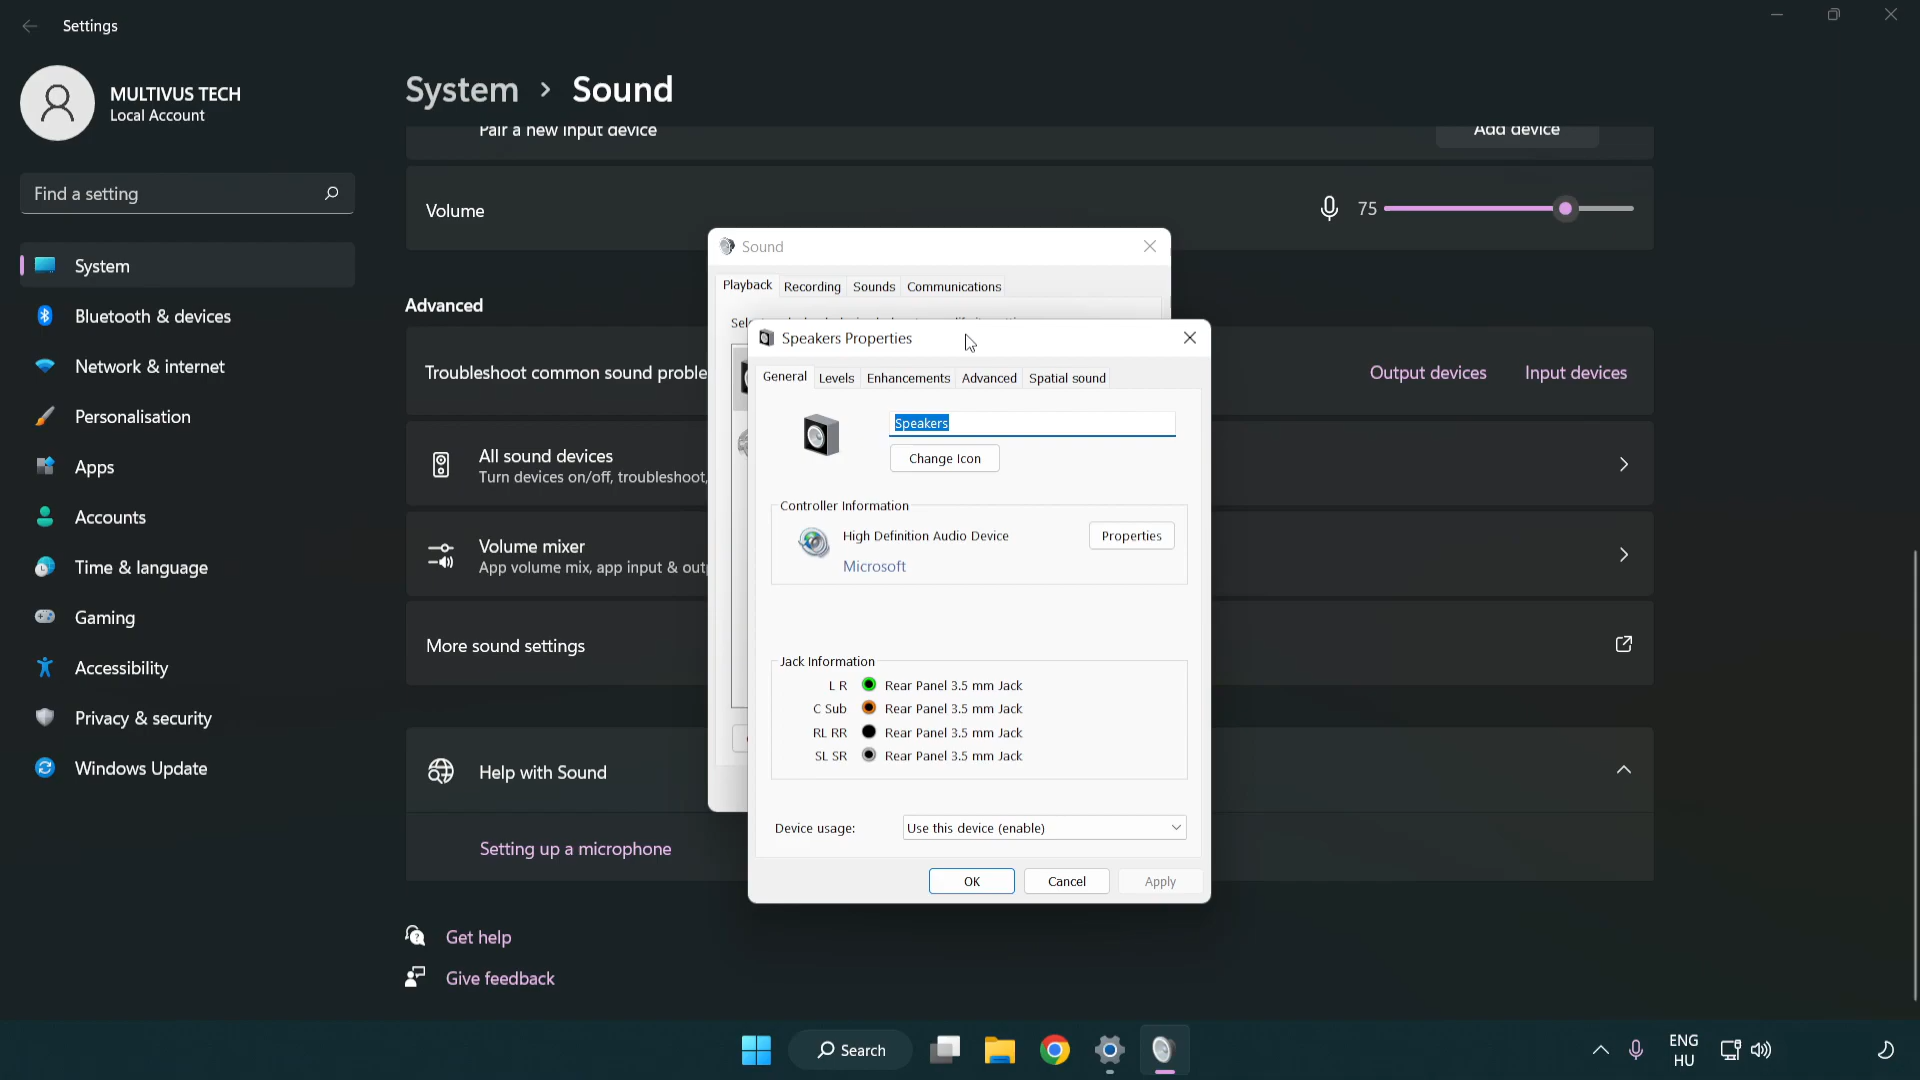 Settings
MULTIVUS TECH
Local Account
Find a setting
System
Bluetooth & devices
Network & internet
Personalisation
Apps
Accounts
Time & language
Gaming
Accessibility
Privacy & security
Windows Update
System > Sound
Pair a new input device
Add device
Volume
75
Advanced
Troubleshoot common sound proble
Output devices
Input devices
All sound devices
Turn devices on/off, troubleshoot,
Volume mixer
App volume mix, app input & out
More sound settings
Help with Sound
Setting up a microphone
Get help
Give feedback
Sound
Playback
Recording
Sounds
Communications
Speakers Properties
General
Levels
Enhancements
Advanced
Spatial sound
Speakers
Change Icon
Controller Information
High Definition Audio Device
Properties
Microsoft
Jack Information
L R Rear Panel 3.5 mm Jack
C Sub Rear Panel 3.5 mm Jack
RL RR Rear Panel 3.5 mm Jack
SL SR Rear Panel 3.5 mm Jack
Device usage:
Use this device (enable)
OK
Cancel
Apply
Search
ENG
HU